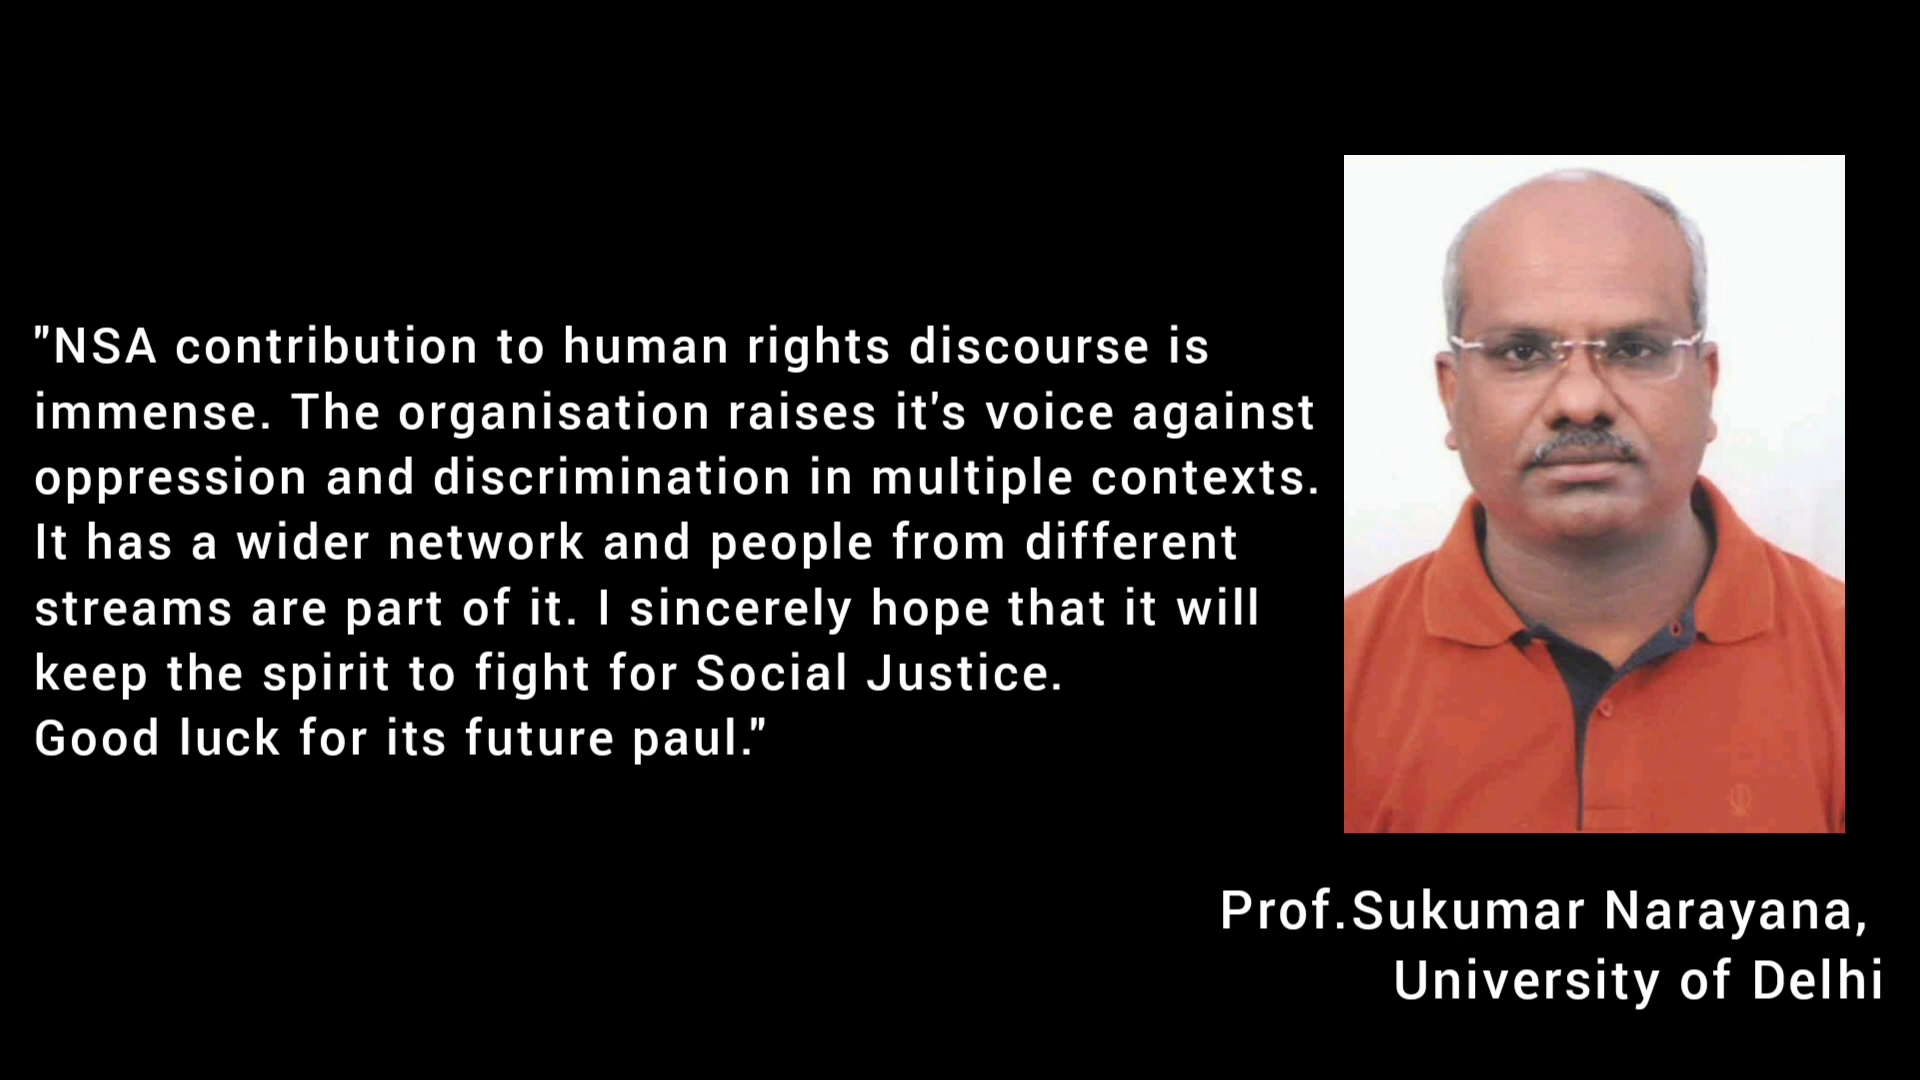 "NSA contribution to human rights discourse is
immense. The organisation raises it's voice against
oppression and discrimination in multiple contexts.
It has a wider network and people from different
streams are part of it. I sincerely hope that it will
keep the spirit to fight for Social Justice.
Good luck for its future paul."
Prof.Sukumar Narayana,
University of Delhi